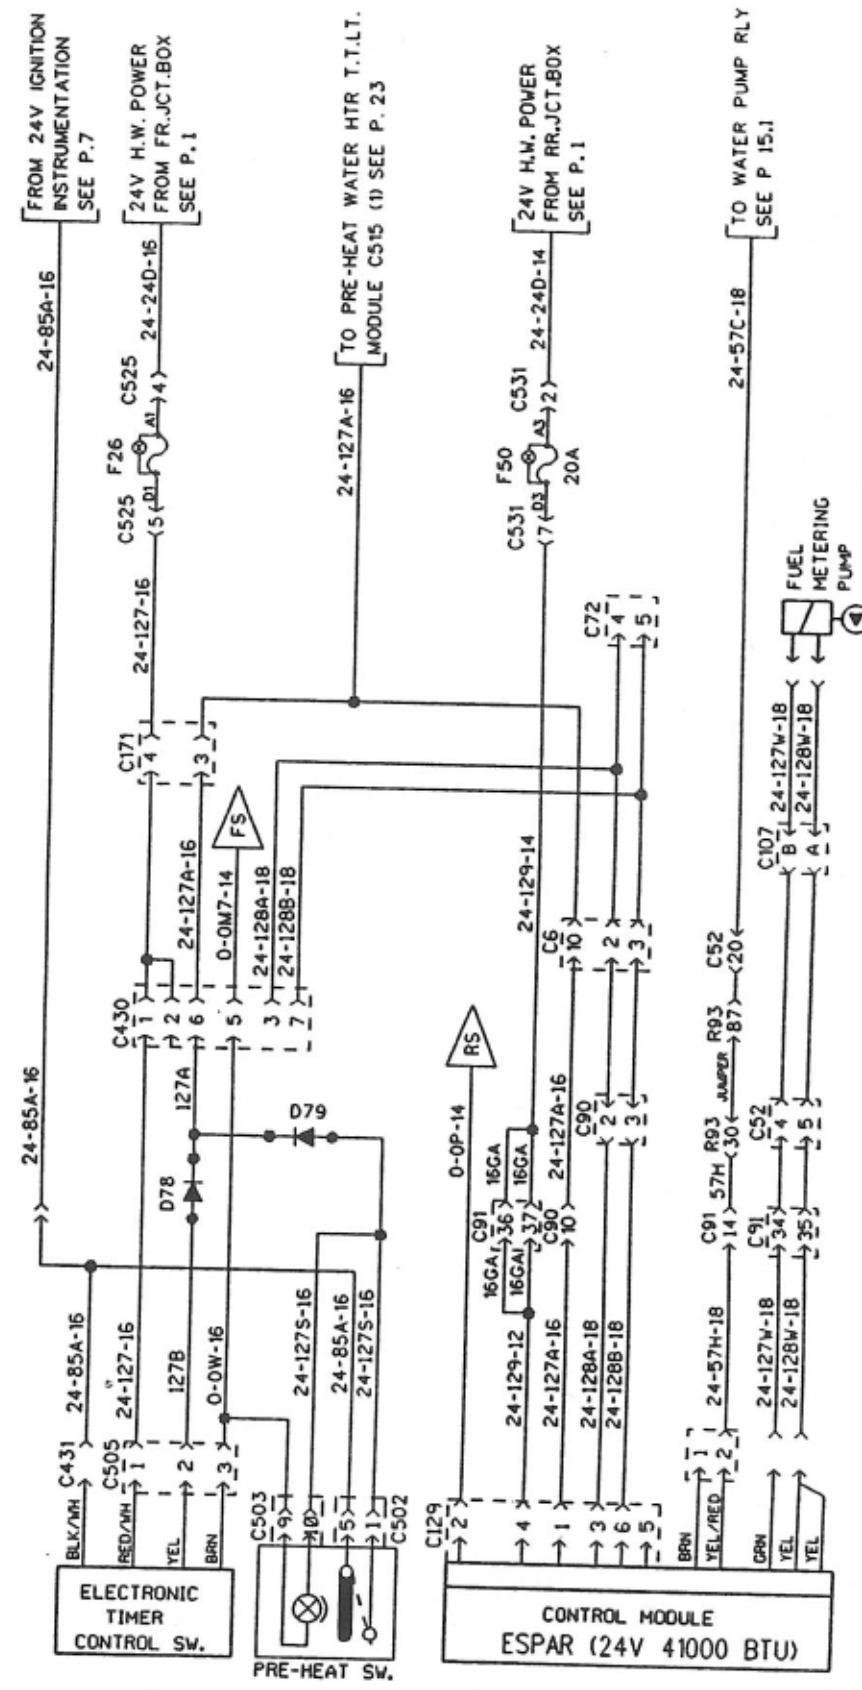 FROM 24V IGNITION
INSTRUMENTATION
SEE P.7
24V H.W. POWER
FROM FR.JCT.BOX
SEE P.1
TO PRE-HEAT WATER HTR T.T.LT.
MODULE C515 (1) SEE P.23
24V H.W. POWER
FROM RR.JCT.BOX
SEE P.1
TO WATER PUMP RLY
SEE P 15.1
24-85A-16
24-24D-16
24-127A-16
24-24D-14
24-57C-18
C525
4
A1
F26
D1
C525
5
24-127-16
C531
2
A3
F50
20A
D3
C531
7
C72
4
5
FUEL
METERING
PUMP
C171
4
3
FS
24-127A-16
0-0M7-14
24-128A-18
24-128B-18
24-129-14
24-127W-18
24-128W-18
C107
B
A
C430
1
2
6
5
3
7
C6
10
2
3
C52
20
R93
87
JUMPER
R93
30
57H
C91
14
24-85A-16
127A
D79
D78
RS
0-0P-14
C90
2
3
24-127A-16
C52
4
5
16GA
16GA
C91
36
37
C90
10
16GA
16GA
C91
34
35
24-85A-16
24-127-16
127B
0-0W-16
24-127S-16
24-85A-16
24-127S-16
24-129-12
24-127A-16
24-128A-18
24-128B-18
24-57H-18
24-127W-18
24-128W-18
C431
C505
1
2
3
C503
9
10
5
1
C502
C129
2
4
1
3
6
5
1
2
BLK/WH
RED/WH
YEL
BRN
BRN
YEL/RED
GRN
YEL
YEL
ELECTRONIC
TIMER
CONTROL SW.
PRE-HEAT SW.
CONTROL MODULE
ESPAR (24V 41000 BTU)